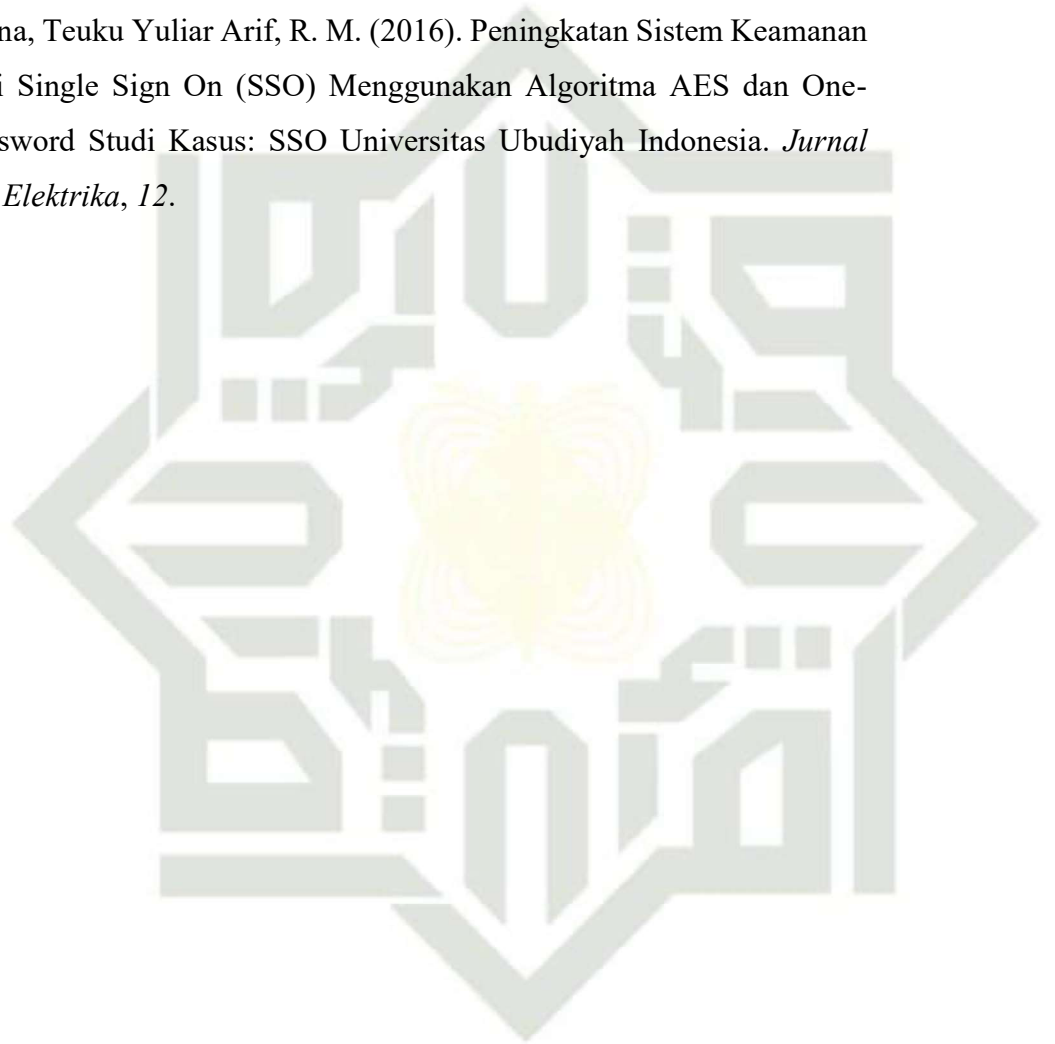 na, Teuku Yuliar Arif, R. M. (2016). Peningkatan Sistem Keamanan
i Single Sign On (SSO) Menggunakan Algoritma AES dan One-
sword Studi Kasus: SSO Universitas Ubudiyah Indonesia. Jurnal
Elektrika, 12.